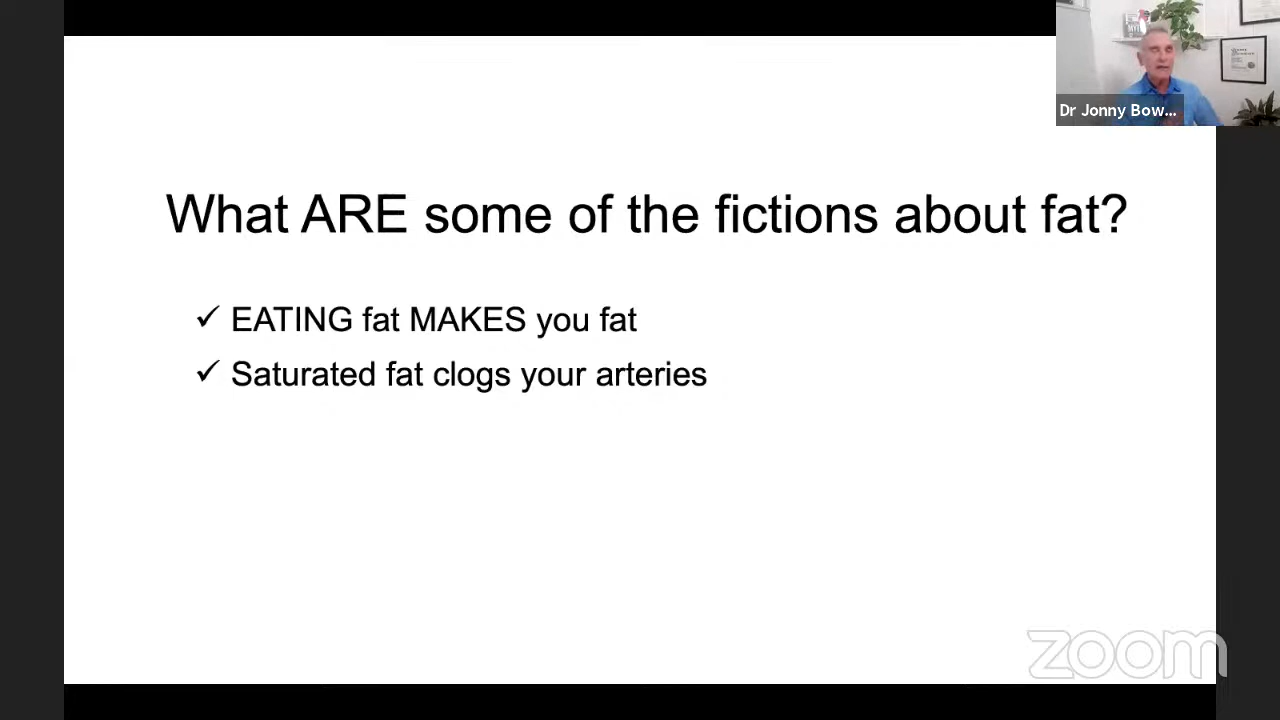 Dr Jonny Bow...
What ARE some of the fictions about fat?
✓ EATING fat MAKES you fat
✓ Saturated fat clogs your arteries
zoom